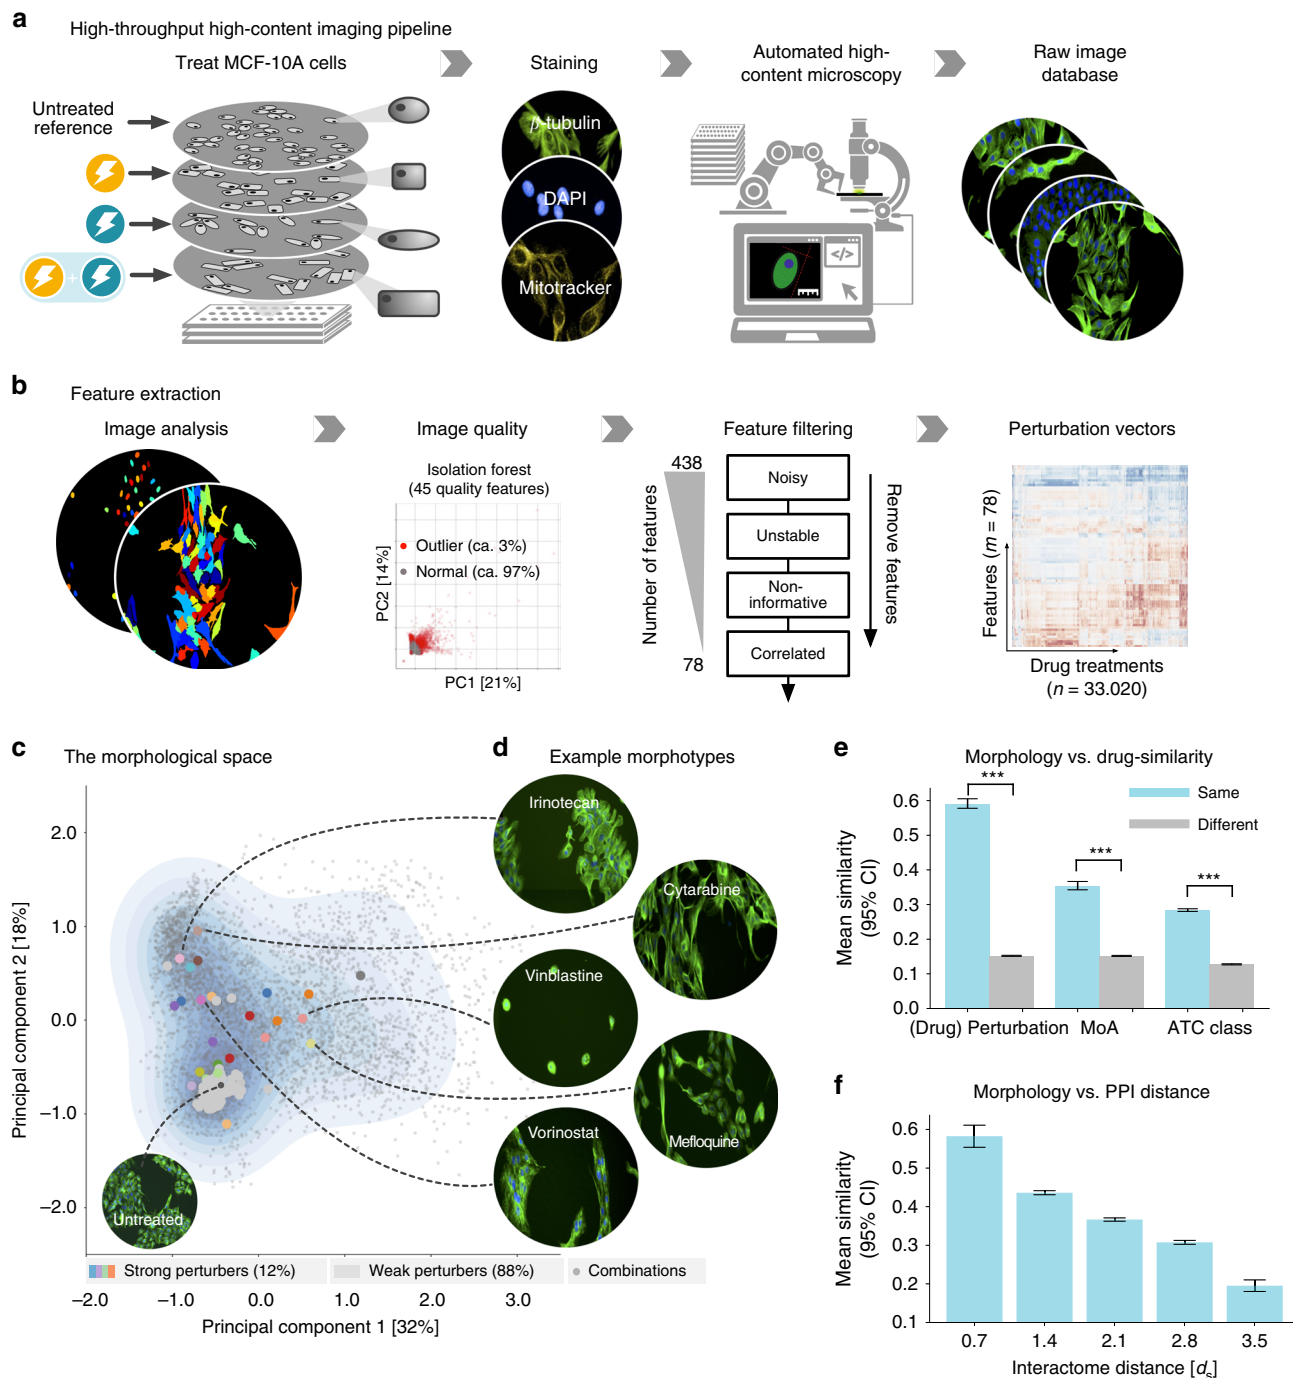 a
High-throughput high-content imaging pipeline
Treat MCF-10A cells
Staining
Automated high-
content microscopy
Raw image
database
Untreated
reference
+
β-tubulin
DAPI
Mitotracker
</>
b
Feature extraction
Image analysis
Image quality
Feature filtering
Perturbation vectors
Isolation forest
(45 quality features)
Outlier (ca. 3%)
Normal (ca. 97%)
PC2 [14%]
PC1 [21%]
438
Number of features
78
Noisy
Unstable
Non-
informative
Correlated
Remove features
Features (m = 78)
Drug treatments
(n = 33.020)
c
The morphological space
2.0
1.0
0.0
−1.0
−2.0
Principal component 2 [18%]
Untreated
Strong perturbers (12%)
Weak perturbers (88%)
Combinations
−2.0
−1.0
0.0
1.0
2.0
3.0
Principal component 1 [32%]
d
Example morphotypes
Irinotecan
Cytarabine
Vinblastine
Mefloquine
Vorinostat
e
Morphology vs. drug-similarity
Same
Different
***
***
***
0.6
0.5
0.4
0.3
0.2
0.1
0.0
Mean similarity
(95% CI)
(Drug) Perturbation
MoA
ATC class
f
Morphology vs. PPI distance
0.6
0.5
0.4
0.3
0.2
0.1
Mean similarity
(95% CI)
0.7
1.4
2.1
2.8
3.5
Interactome distance [ds]